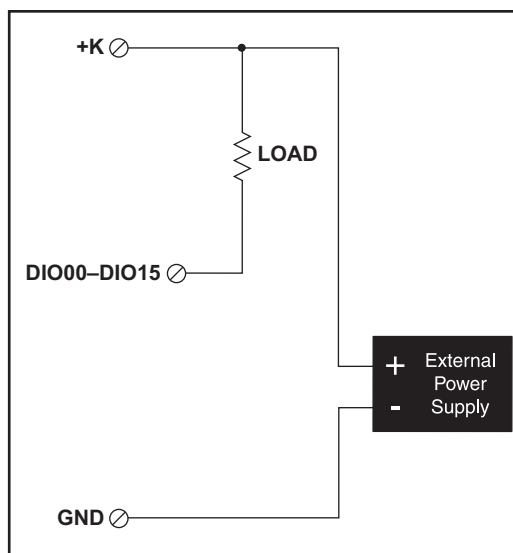 +K
LOAD
DIO00–DIO15
+ External
Power
- Supply
GND